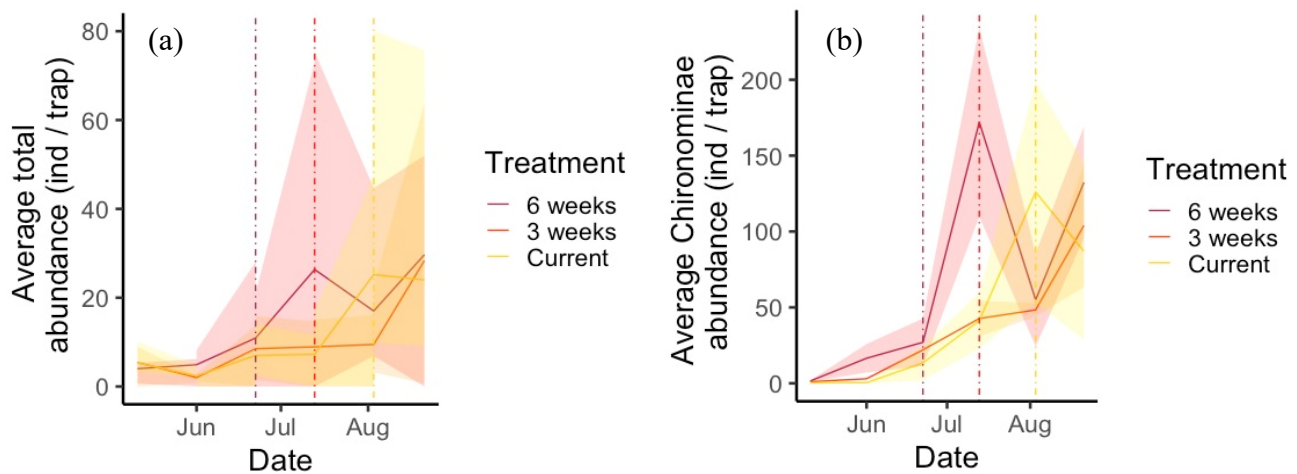 (a)
Average total
abundance (ind / trap)
80
60
40
20
0
Jun
Jul
Aug
Date
Treatment
6 weeks
3 weeks
Current
(b)
Average Chironominae
abundance (ind / trap)
200
150
100
50
0
Jun
Jul
Aug
Date
Treatment
6 weeks
3 weeks
Current